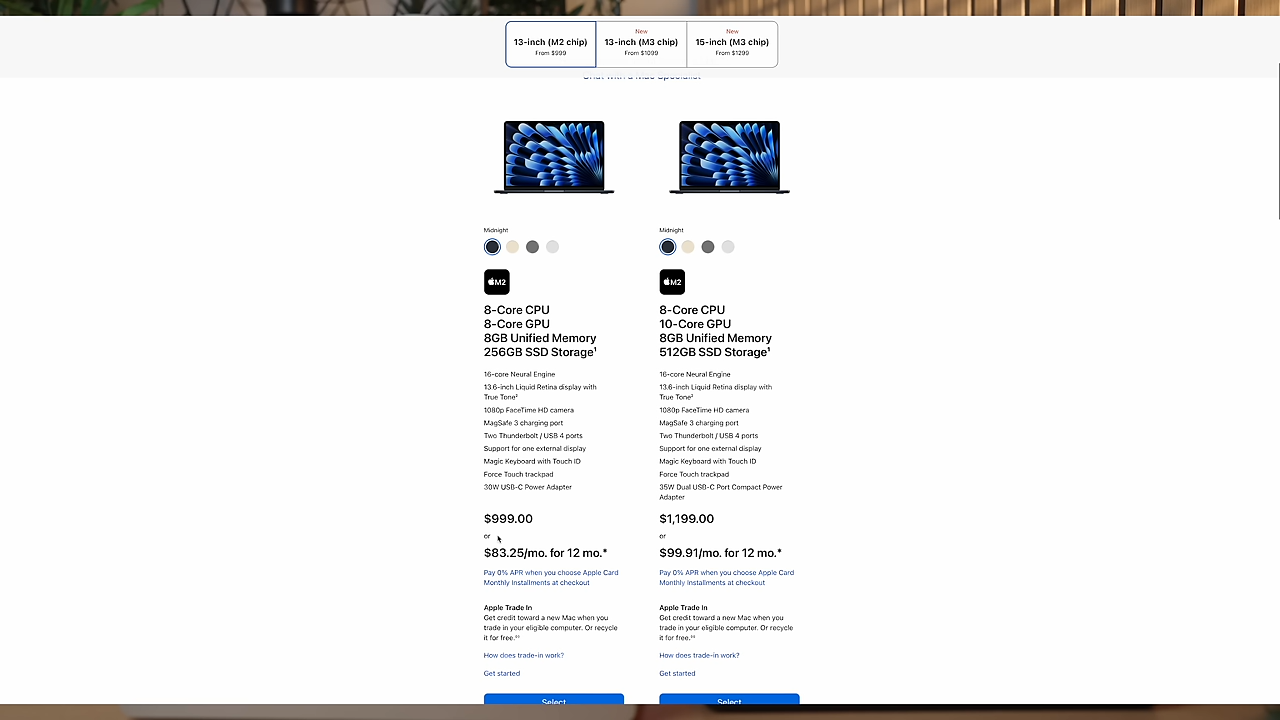 13-inch (M2 chip)
From $999
New
13-inch (M3 chip)
From $1099
New
15-inch (M3 chip)
From $1299
Midnight
M2
8-Core CPU
8-Core GPU
8GB Unified Memory
256GB SSD Storage¹
16-core Neural Engine
13.6-inch Liquid Retina display with
True Tone²
1080p FaceTime HD camera
MagSafe 3 charging port
Two Thunderbolt / USB 4 ports
Support for one external display
Magic Keyboard with Touch ID
Force Touch trackpad
30W USB-C Power Adapter
$999.00
or
$83.25/mo. for 12 mo.*
Pay 0% APR when you choose Apple Card
Monthly Installments at checkout
Apple Trade In
Get credit toward a new Mac when you
trade in your eligible computer. Or recycle
it for free.
How does trade-in work?
Get started
Select
Midnight
M2
8-Core CPU
10-Core GPU
8GB Unified Memory
512GB SSD Storage¹
16-core Neural Engine
13.6-inch Liquid Retina display with
True Tone²
1080p FaceTime HD camera
MagSafe 3 charging port
Two Thunderbolt / USB 4 ports
Support for one external display
Magic Keyboard with Touch ID
Force Touch trackpad
35W Dual USB-C Port Compact Power
Adapter
$1,199.00
or
$99.91/mo. for 12 mo.*
Pay 0% APR when you choose Apple Card
Monthly Installments at checkout
Apple Trade In
Get credit toward a new Mac when you
trade in your eligible computer. Or recycle
it for free.
How does trade-in work?
Get started
Select